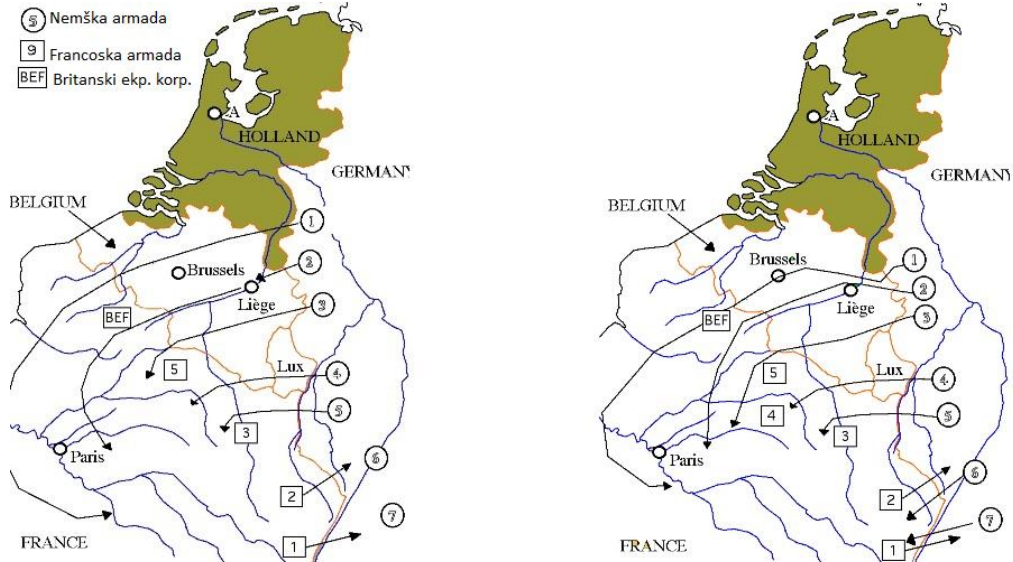 5 Nemška armada
9 Francoska armada
BEF Britanski ekp. korp.
A
HOLLAND
GERMANY
BELGIUM
1
Brussels
2
Liège
3
BEF
5
Lux
4
5
3
Paris
6
2
7
1
FRANCE
A
HOLLAND
GERMANY
BELGIUM
Brussels
1
2
Liège
BEF
3
5
Lux
4
4
5
3
Paris
6
2
7
1
FRANCE